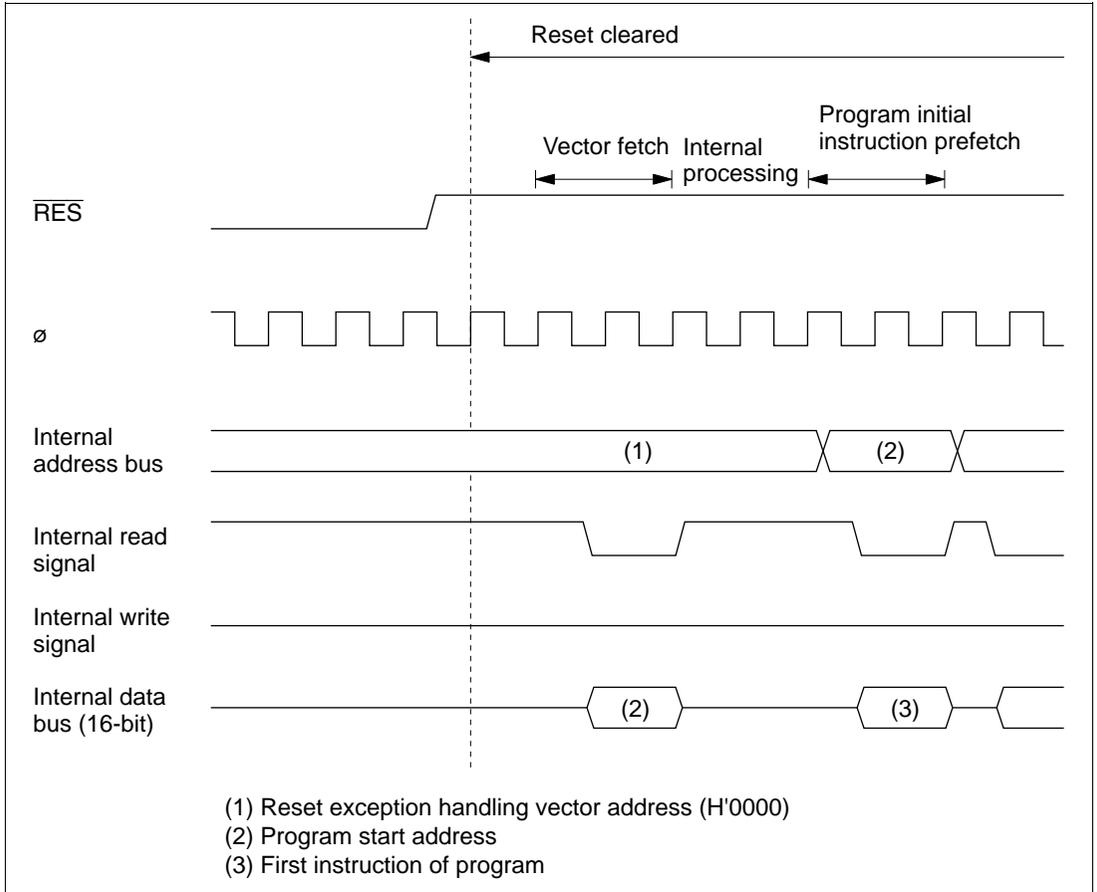 Reset cleared
Program initial
instruction prefetch
Vector fetch
Internal
processing
RES
ø
Internal
address bus
(1)
(2)
Internal read
signal
Internal write
signal
Internal data
bus (16-bit)
(2)
(3)
(1) Reset exception handling vector address (H'0000)
(2) Program start address
(3) First instruction of program